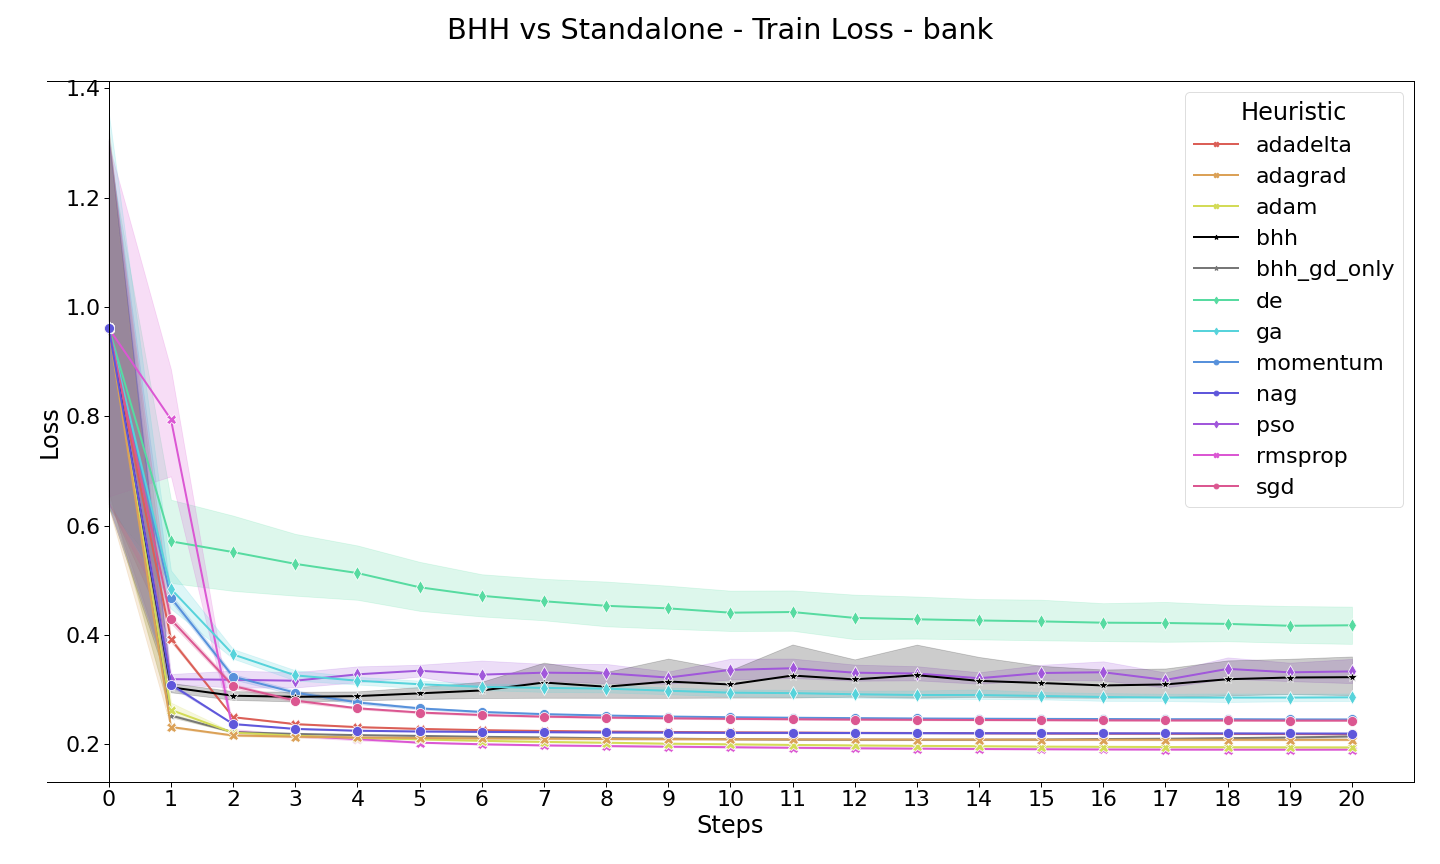 BHH vs Standalone - Train Loss - bank
1.4
1.2
1.0
0.8
0.6
0.4
0.2
Loss
Heuristic
adadelta
adagrad
adam
bhh
bhh_gd_only
de
ga
momentum
nag
pso
rmsprop
sgd
0 1 2 3 4 5 6 7 8 9 10 11 12 13 14 15 16 17 18 19 20
Steps